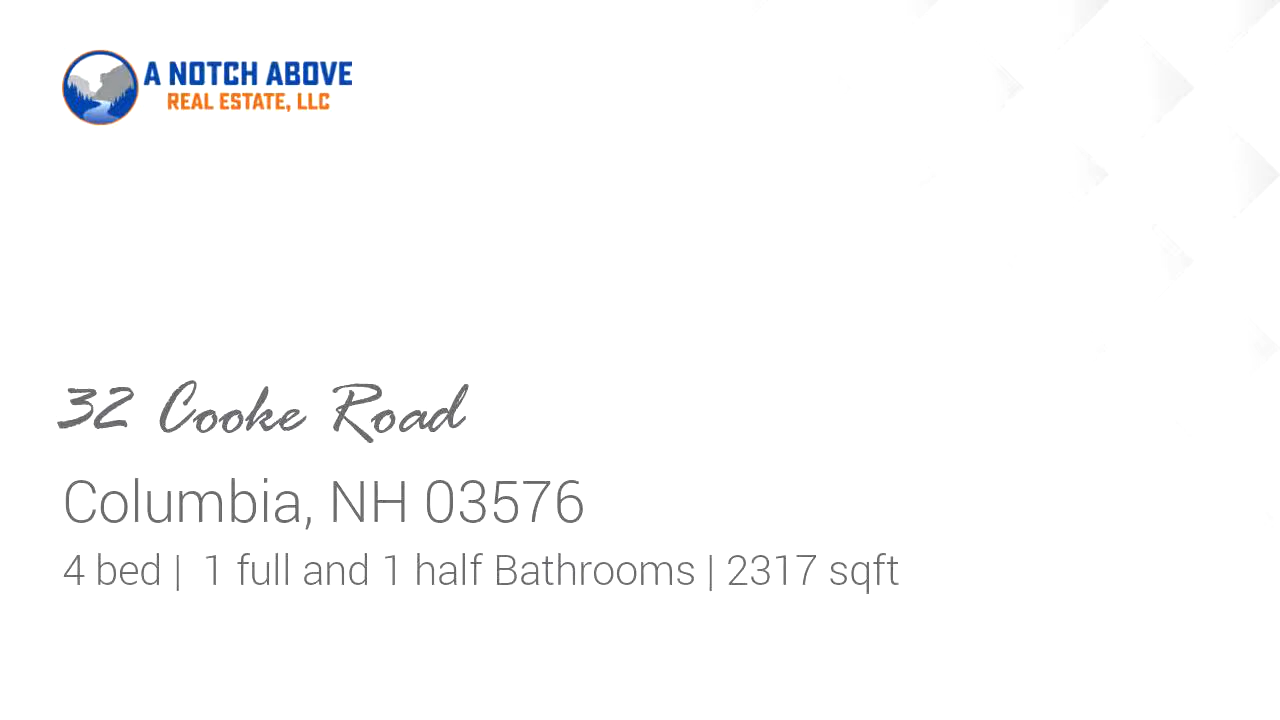 A NOTCH ABOVE
REAL ESTATE, LLC
32 Cooke Road
Columbia, NH 03576
4 bed | 1 full and 1 half Bathrooms | 2317 sqft